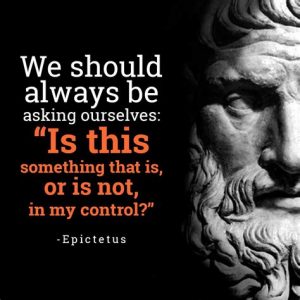 We should
always be
asking ourselves:
“Is this
something that is,
or is not,
in my control?”
-Epictetus